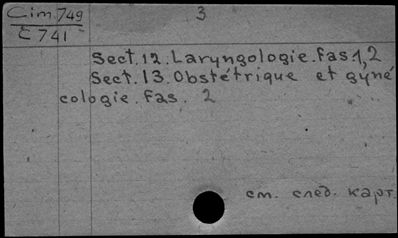 Cim.749
C 741
3
Sect.12. Laryngologie. Fas.1,2
Sect.13. Obstétrique et gyné
cologie. Fas. 2
см. след. карт.